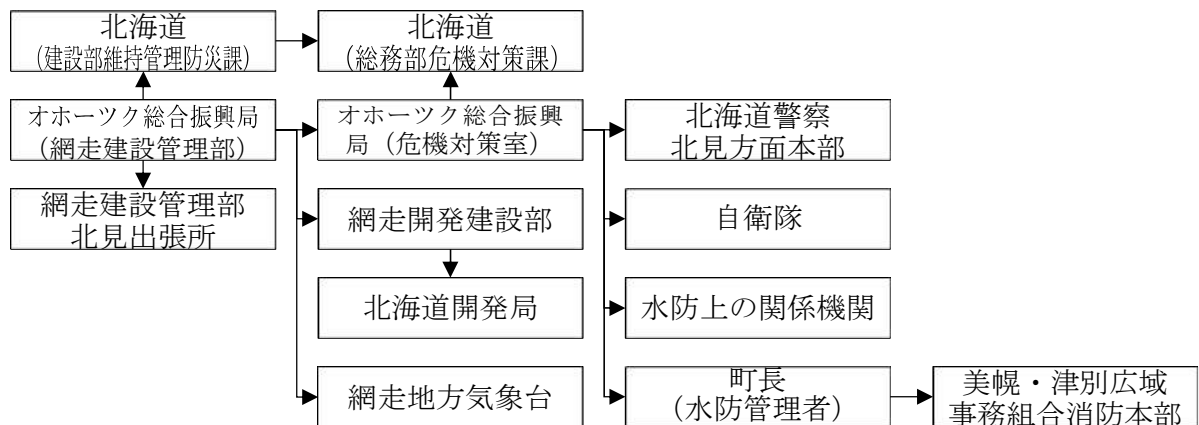 北海道
（建設部維持管理防災課）
北海道
（総務部危機対策課）
オホーツク総合振興局
（網走建設管理部）
オホーツク総合振興
局（危機対策室）
北海道警察
北見方面本部
網走建設管理部
北見出張所
網走開発建設部
自衛隊
北海道開発局
水防上の関係機関
網走地方気象台
町長
（水防管理者）
美幌・津別広域
事務組合消防本部